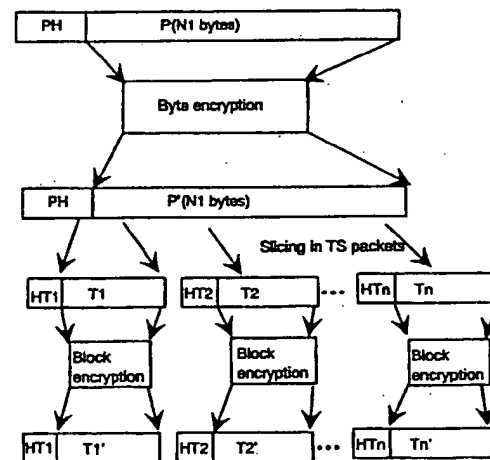 PH P(N1 bytes)
Byte encryption
PH P'(N1 bytes)
Slicing in TS packets
HT1 T1 HT2 T2 ... HTn Tn
Block encryption Block encryption Block encryption
HT1 T1' HT2 T2' ... HTn Tn'